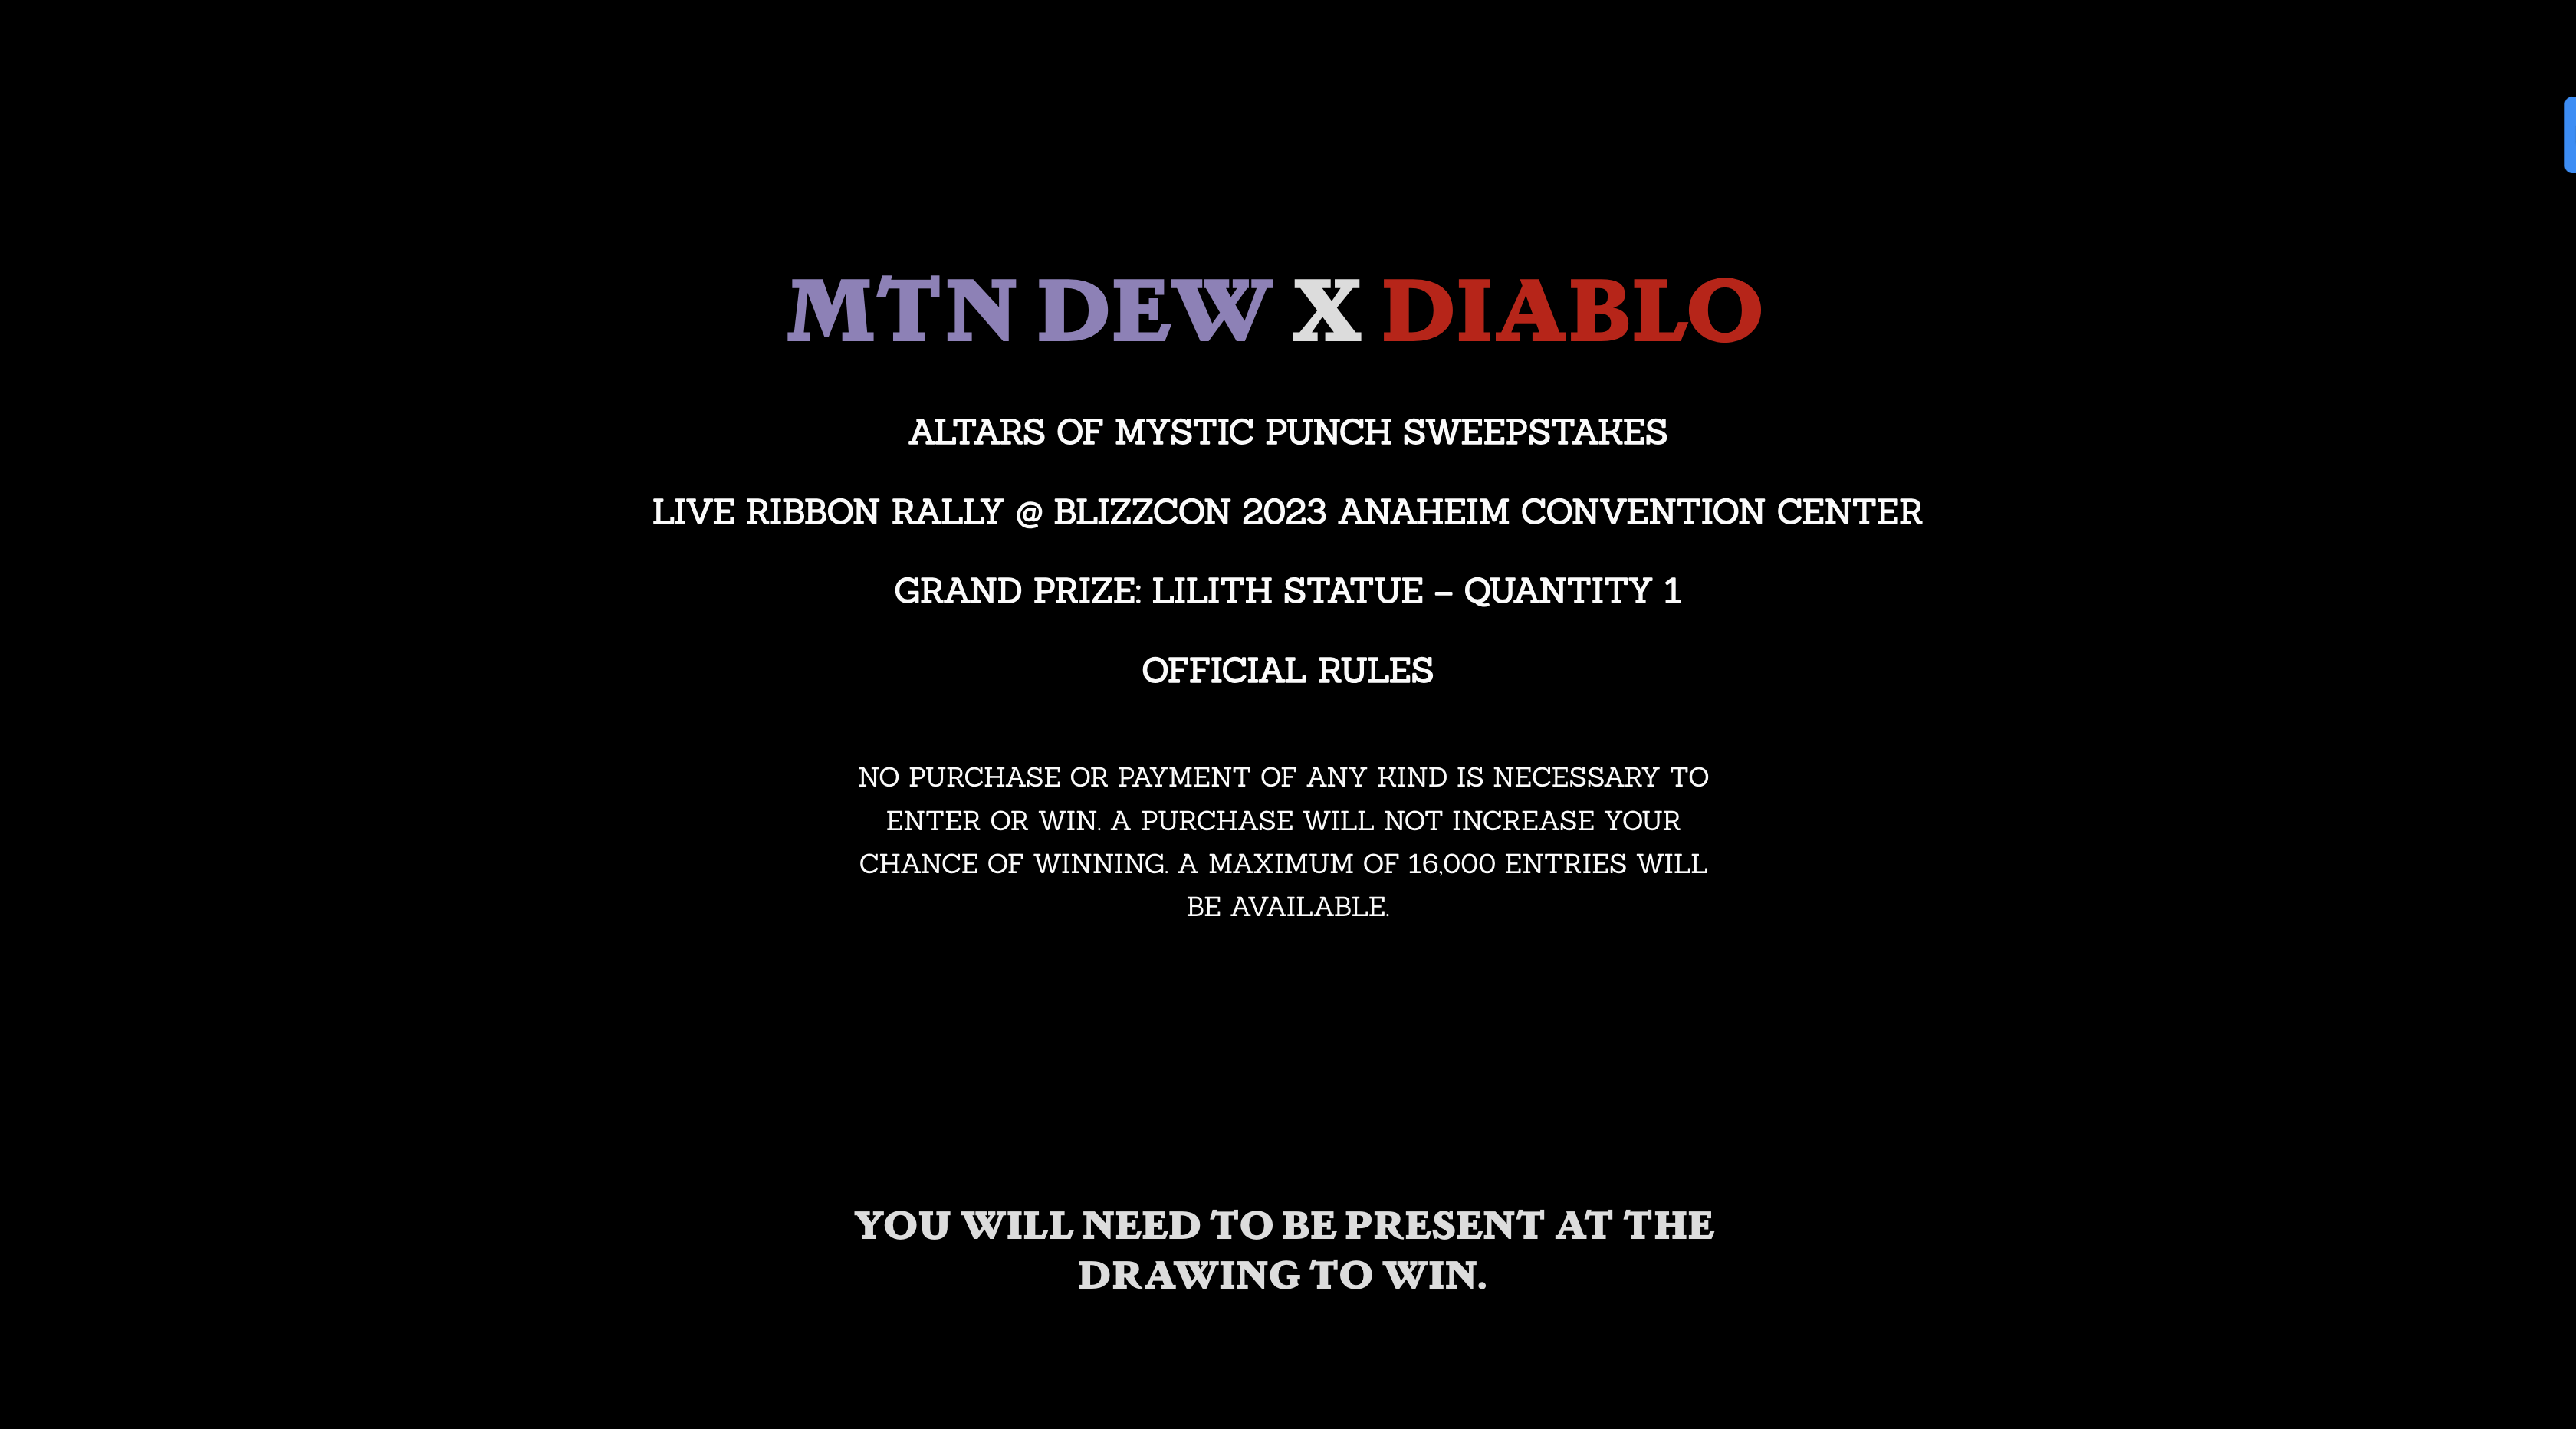 MTN DEW X DIABLO
ALTARS OF MYSTIC PUNCH SWEEPSTAKES
LIVE RIBBON RALLY @ BLIZZCON 2023 ANAHEIM CONVENTION CENTER
GRAND PRIZE: LILITH STATUE – QUANTITY 1
OFFICIAL RULES
NO PURCHASE OR PAYMENT OF ANY KIND IS NECESSARY TO
ENTER OR WIN. A PURCHASE WILL NOT INCREASE YOUR
CHANCE OF WINNING. A MAXIMUM OF 16,000 ENTRIES WILL
BE AVAILABLE.
YOU WILL NEED TO BE PRESENT AT THE
DRAWING TO WIN.